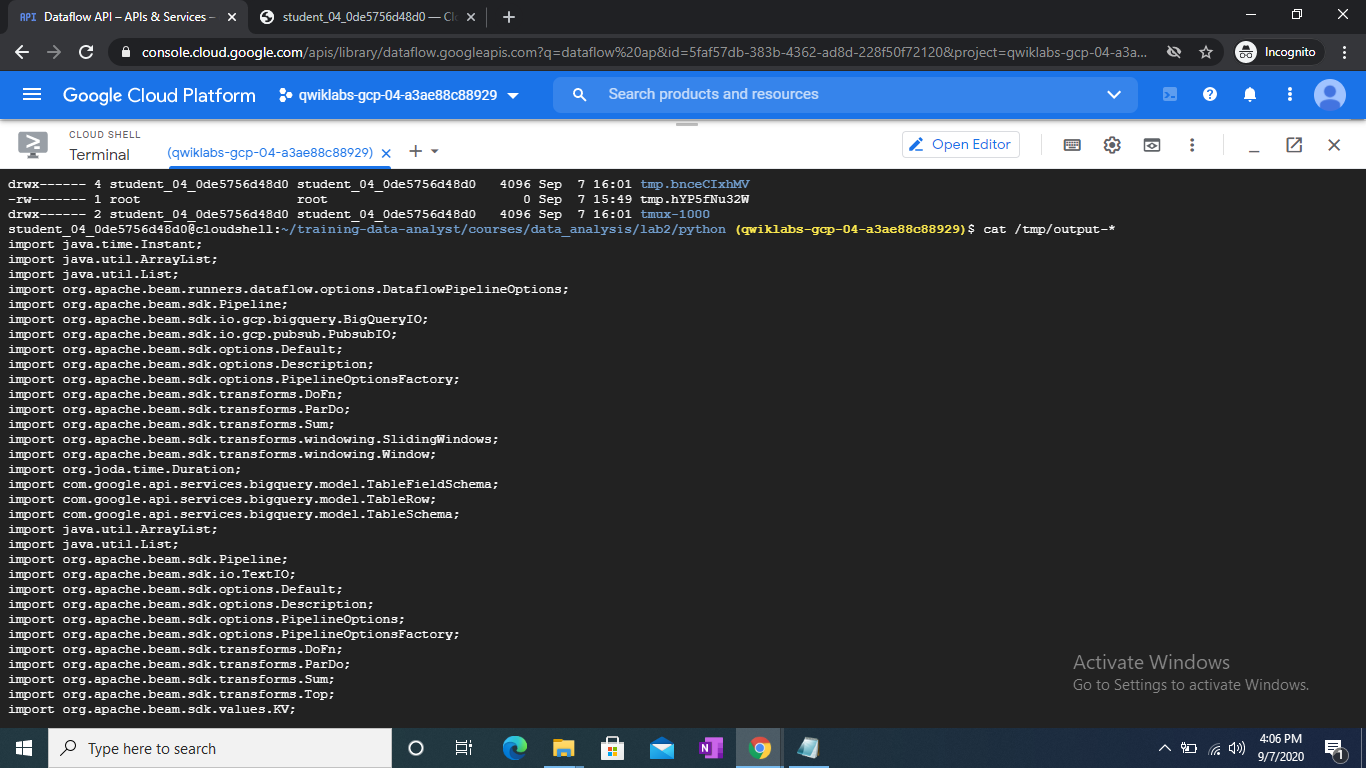 API Dataflow API – APIs & Services – ×
student_04_0de5756d48d0 — Clo ×
console.cloud.google.com/apis/library/dataflow.googleapis.com?q=dataflow%20ap&id=5faf57db-383b-4362-ad8d-228f50f72120&project=qwiklabs-gcp-04-a3a...
Incognito
Google Cloud Platform
qwiklabs-gcp-04-a3ae88c88929
Search products and resources
CLOUD SHELL
Terminal
(qwiklabs-gcp-04-a3ae88c88929)
Open Editor
drwx------ 4 student_04_0de5756d48d0 student_04_0de5756d48d0 4096 Sep 7 16:01 tmp.bnceCIxhMV
-rw------- 1 root root 0 Sep 7 15:49 tmp.hYP5fNu32W
drwx------ 2 student_04_0de5756d48d0 student_04_0de5756d48d0 4096 Sep 7 16:01 tmux-1000
student_04_0de5756d48d0@cloudshell:~/training-data-analyst/courses/data_analysis/lab2/python (qwiklabs-gcp-04-a3ae88c88929)$ cat /tmp/output-*
import java.time.Instant;
import java.util.ArrayList;
import java.util.List;
import org.apache.beam.runners.dataflow.options.DataflowPipelineOptions;
import org.apache.beam.sdk.Pipeline;
import org.apache.beam.sdk.io.gcp.bigquery.BigQueryIO;
import org.apache.beam.sdk.io.gcp.pubsub.PubsubIO;
import org.apache.beam.sdk.options.Default;
import org.apache.beam.sdk.options.Description;
import org.apache.beam.sdk.options.PipelineOptionsFactory;
import org.apache.beam.sdk.transforms.DoFn;
import org.apache.beam.sdk.transforms.ParDo;
import org.apache.beam.sdk.transforms.Sum;
import org.apache.beam.sdk.transforms.windowing.SlidingWindows;
import org.apache.beam.sdk.transforms.windowing.Window;
import org.joda.time.Duration;
import com.google.api.services.bigquery.model.TableFieldSchema;
import com.google.api.services.bigquery.model.TableRow;
import com.google.api.services.bigquery.model.TableSchema;
import java.util.ArrayList;
import java.util.List;
import org.apache.beam.sdk.Pipeline;
import org.apache.beam.sdk.io.TextIO;
import org.apache.beam.sdk.options.Default;
import org.apache.beam.sdk.options.Description;
import org.apache.beam.sdk.options.PipelineOptions;
import org.apache.beam.sdk.options.PipelineOptionsFactory;
import org.apache.beam.sdk.transforms.DoFn;
import org.apache.beam.sdk.transforms.ParDo;
import org.apache.beam.sdk.transforms.Sum;
import org.apache.beam.sdk.transforms.Top;
import org.apache.beam.sdk.values.KV;
Activate Windows
Go to Settings to activate Windows.
Type here to search
4:06 PM
9/7/2020
1